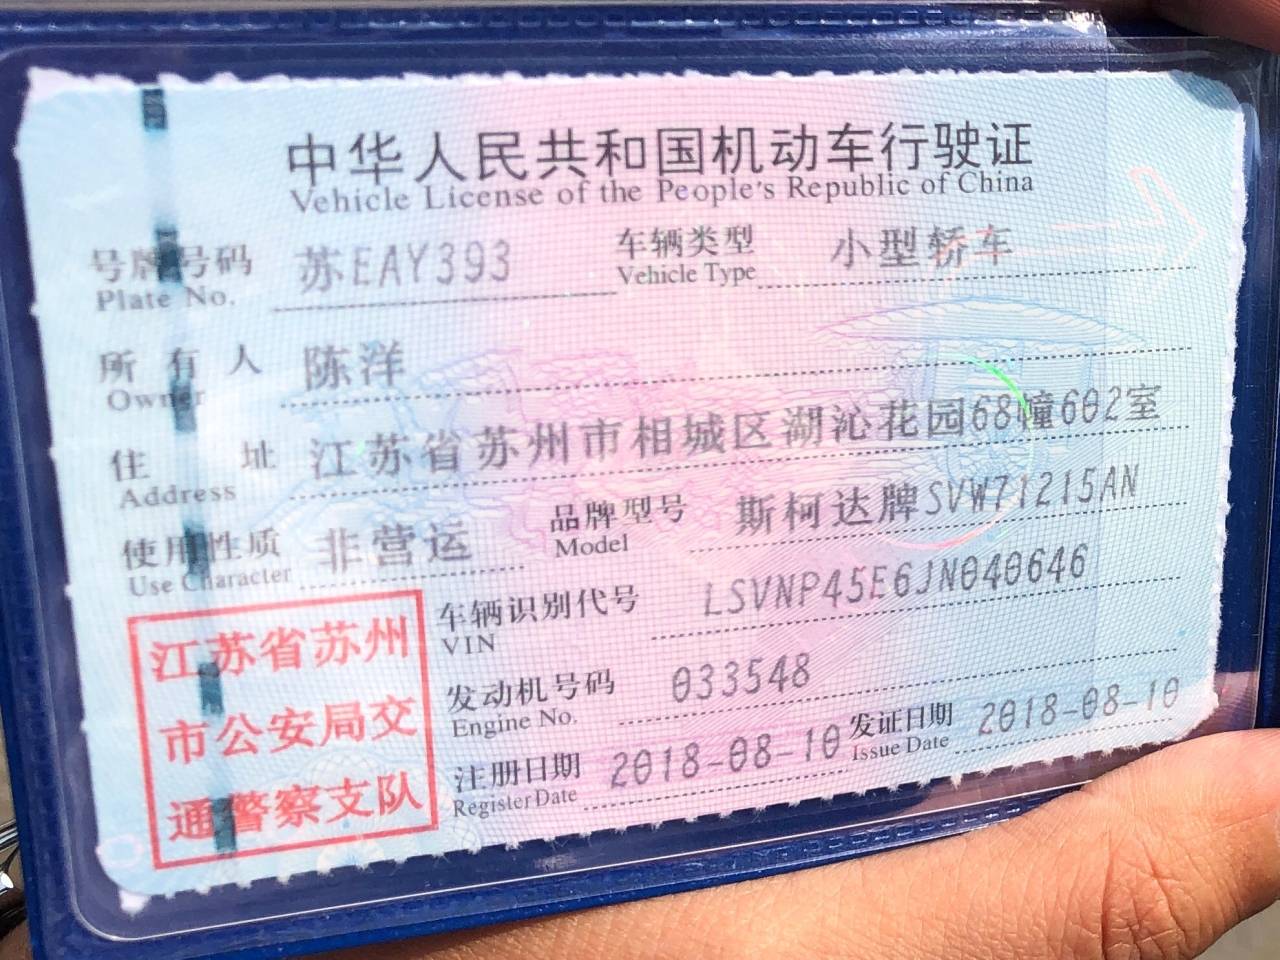 中华人民共和国机动车行驶证
Vehicle License of the People's Republic of China
号牌号码 苏EAY393 车辆类型 小型轿车
Plate No. Vehicle Type
所有人 陈洋
Owner
住址 江苏省苏州市相城区湖沁花园68幢602室
Address
使用性质 非营运 品牌型号 斯柯达牌SVW71215AN
Use Character Model
车辆识别代号 LSVNP45E6JN040646
VIN
发动机号码 033548
Engine No.
注册日期 2018-08-10 发证日期 2018-08-10
Register Date Issue Date
江苏省苏州
市公安局交
通警察支队